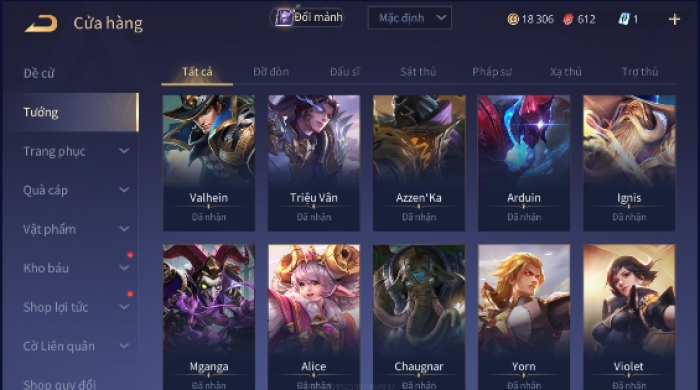 Cửa hàng
Đổi mảnh
Mặc định
18 306
612
1
+
Đề cử
Tướng
Trang phục
Quà cáp
Vật phẩm
Kho báu
Shop lợi tức
Cờ Liên quân
Shop quy đổi
Tất cả
Đỡ đòn
Đấu sĩ
Sát thủ
Pháp sư
Xạ thủ
Trợ thủ
Valhein
Đã nhận
Triệu Vân
Đã nhận
Azzen'Ka
Đã nhận
Arduin
Đã nhận
Ignis
Đã nhận
Mganga
Đã nhận
Alice
Đã nhận
Chaugnar
Đã nhận
Yorn
Đã nhận
Violet
Đã nhận